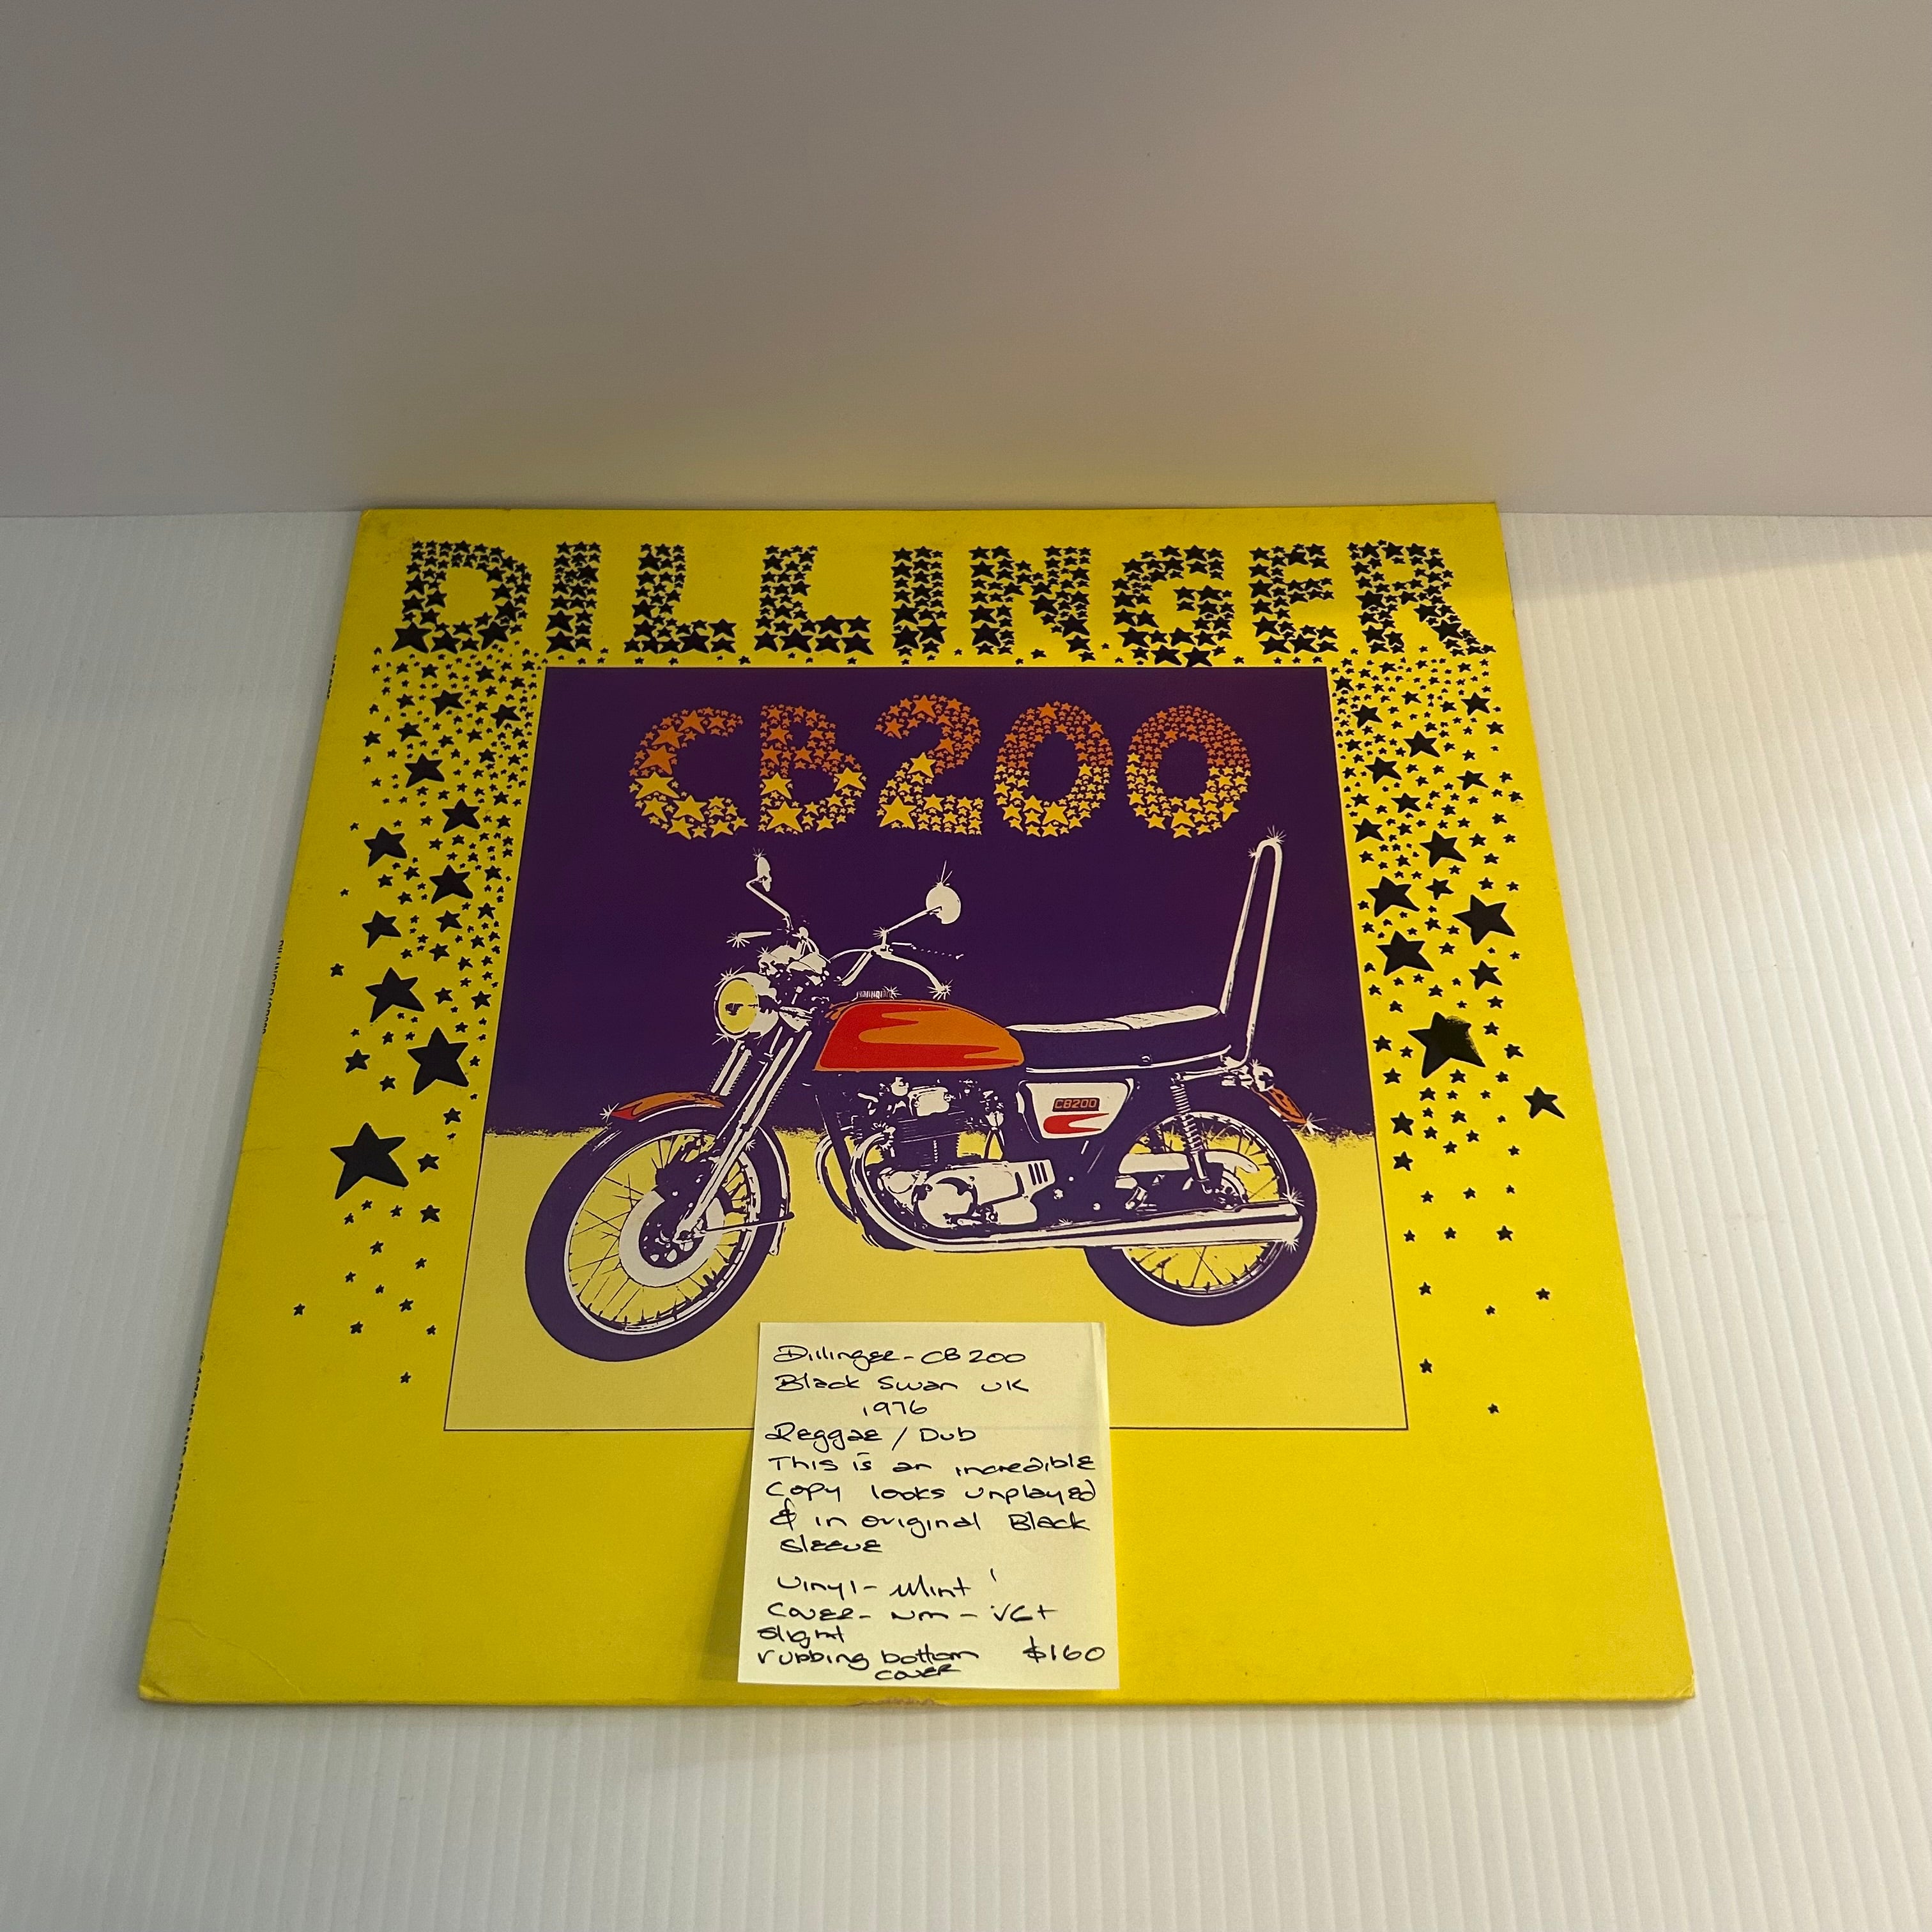 DILLINGER
CB200
CB200
Dillinger - CB 200
Black Swan UK
1976
Reggae / Dub
This is an incredible
Copy looks unplayed
& in original Black
sleeve
Vinyl - Mint
Cover - NM - VG+
slight
rubbing bottom $160
cover